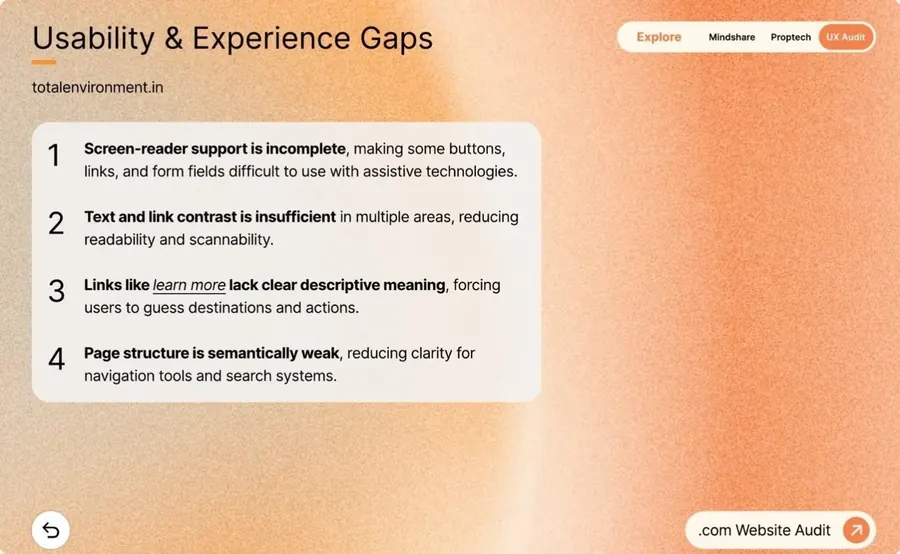 Usability & Experience Gaps
Explore
Mindshare
Proptech
UX Audit
totalenvironment.in
1
Screen-reader support is incomplete, making some buttons,
links, and form fields difficult to use with assistive technologies.
2
Text and link contrast is insufficient in multiple areas, reducing
readability and scannability.
3
Links like learn more lack clear descriptive meaning, forcing
users to guess destinations and actions.
4
Page structure is semantically weak, reducing clarity for
navigation tools and search systems.
.com Website Audit